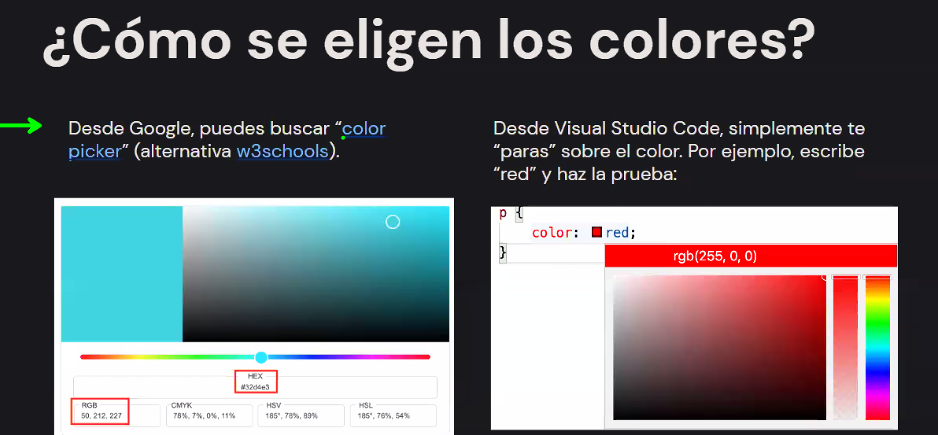 ¿Cómo se eligen los colores?
Desde Google, puedes buscar “color
picker” (alternativa w3schools).
HEX
#32d4e3
RGB
50, 212, 227
CMYK
78%, 7%, 0%, 11%
HSV
185°, 78%, 89%
HSL
185°, 76%, 54%
Desde Visual Studio Code, simplemente te
“paras” sobre el color. Por ejemplo, escribe
“red” y haz la prueba:
p {
color: red;
}
rgb(255, 0, 0)